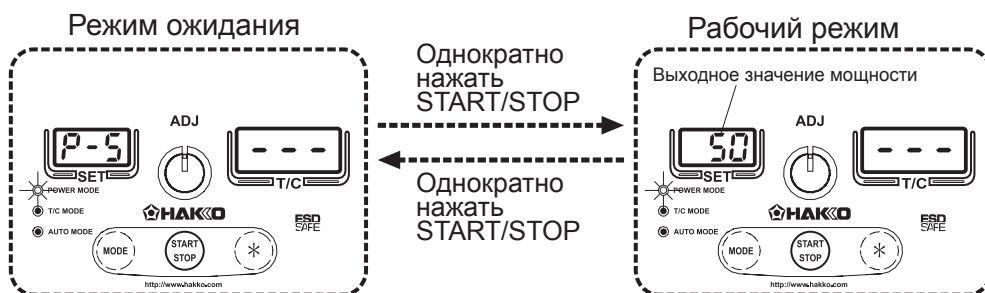 Режим ожидания
ADJ
P-5
- - -
SET
T/C
POWER MODE
T/C MODE
AUTO MODE
HAKKO
ESD
SAFE
MODE
START
STOP
*
http://www.hakko.com
Однократно
нажать
START/STOP
Однократно
нажать
START/STOP
Рабочий режим
Выходное значение мощности
ADJ
50
- - -
SET
T/C
POWER MODE
T/C MODE
AUTO MODE
HAKKO
ESD
SAFE
MODE
START
STOP
*
http://www.hakko.com